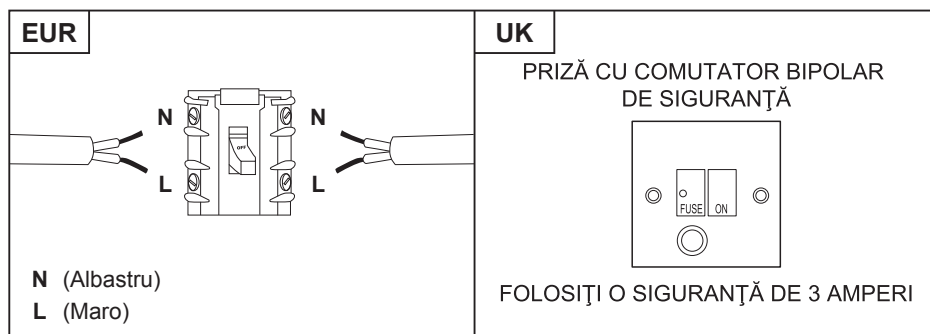 EUR
N
N
OFF
L
L
N (Albastru)
L (Maro)
UK
PRIZĂ CU COMUTATOR BIPOLAR
DE SIGURANŢĂ
FUSE ON
FOLOSIŢI O SIGURANŢĂ DE 3 AMPERI